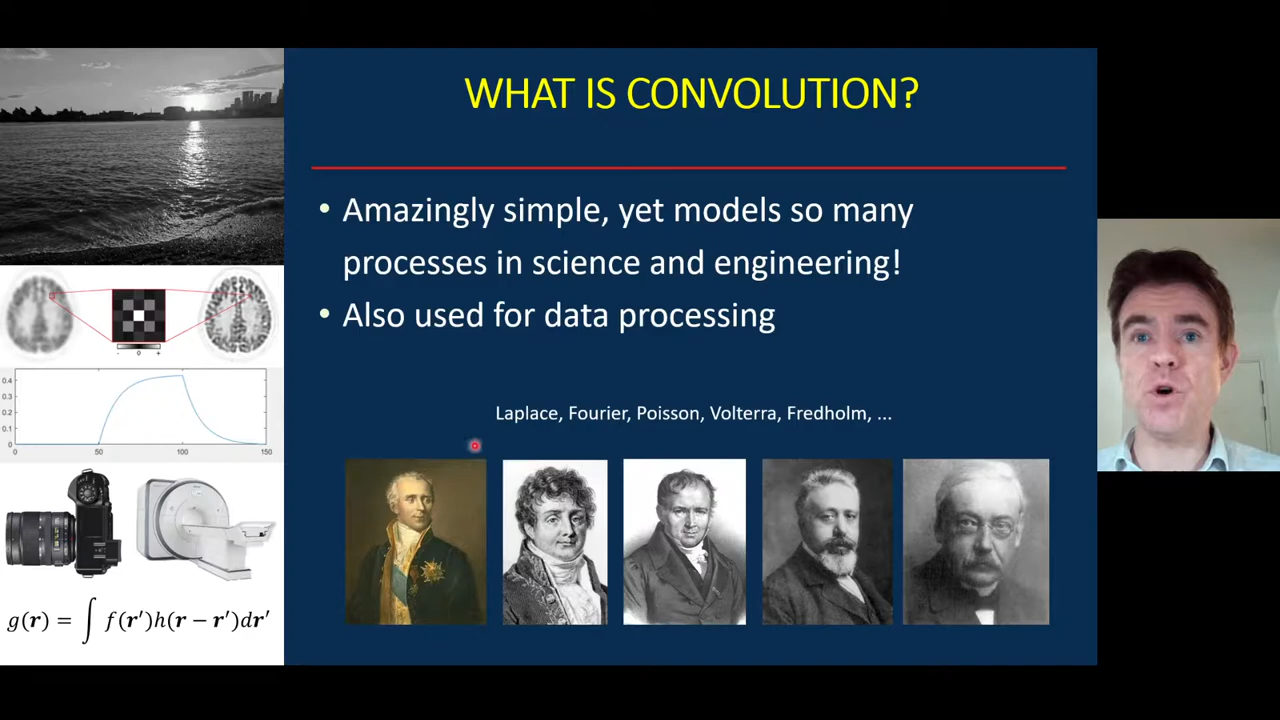 WHAT IS CONVOLUTION?
• Amazingly simple, yet models so many
processes in science and engineering!
• Also used for data processing
Laplace, Fourier, Poisson, Volterra, Fredholm, ...
- 0 +
0.4
0.3
0.2
0.1
0
0 50 100 150
g(r) = ∫ f(r′)h(r − r′)dr′